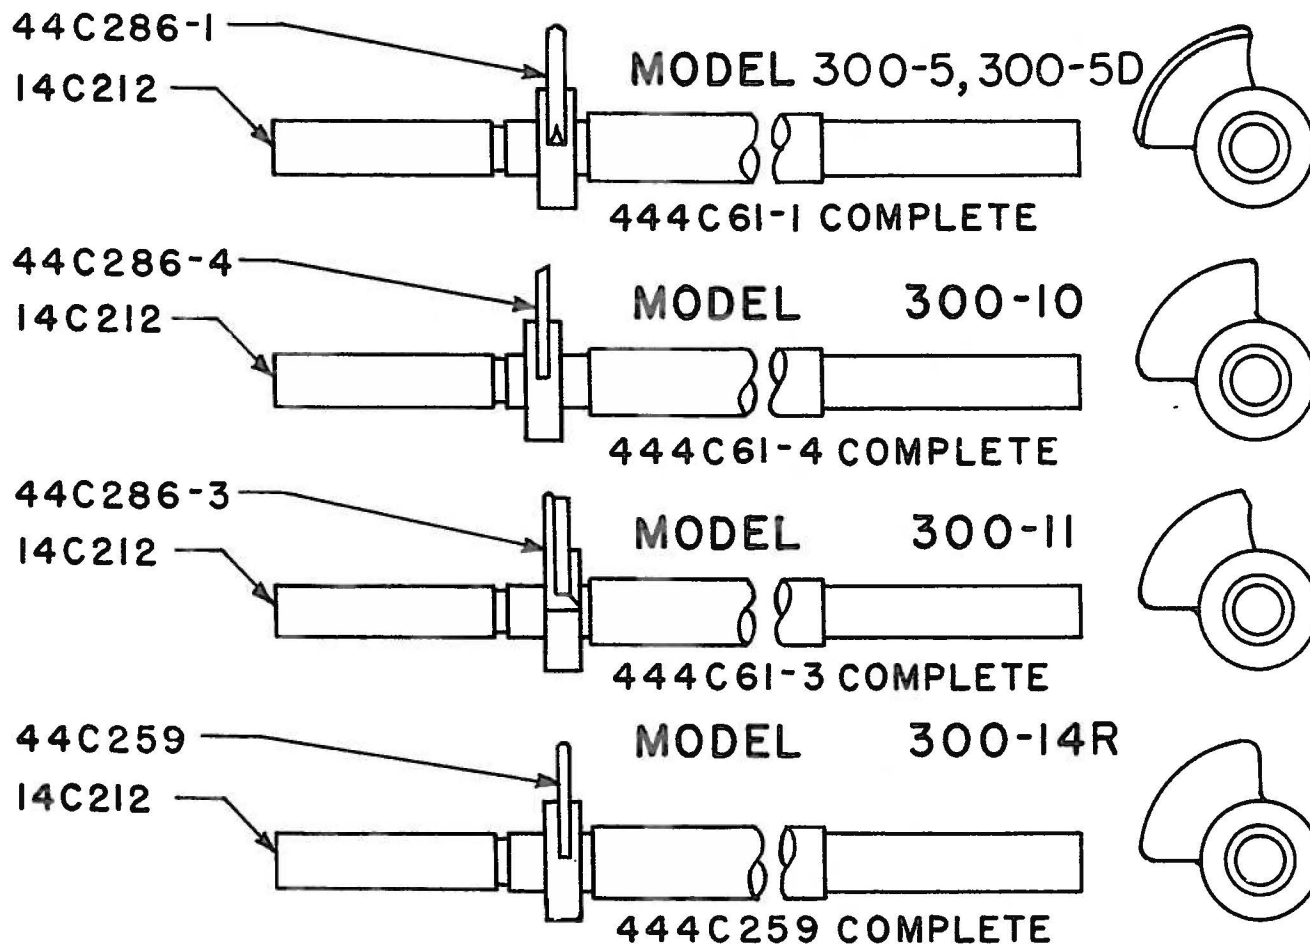 44C286-1
MODEL 300-5, 300-5D
14C212
444C61-1 COMPLETE
44C286-4
MODEL 300-10
14C212
444C61-4 COMPLETE
44C286-3
MODEL 300-11
14C212
444C61-3 COMPLETE
44C259
MODEL 300-14R
14C212
444C259 COMPLETE